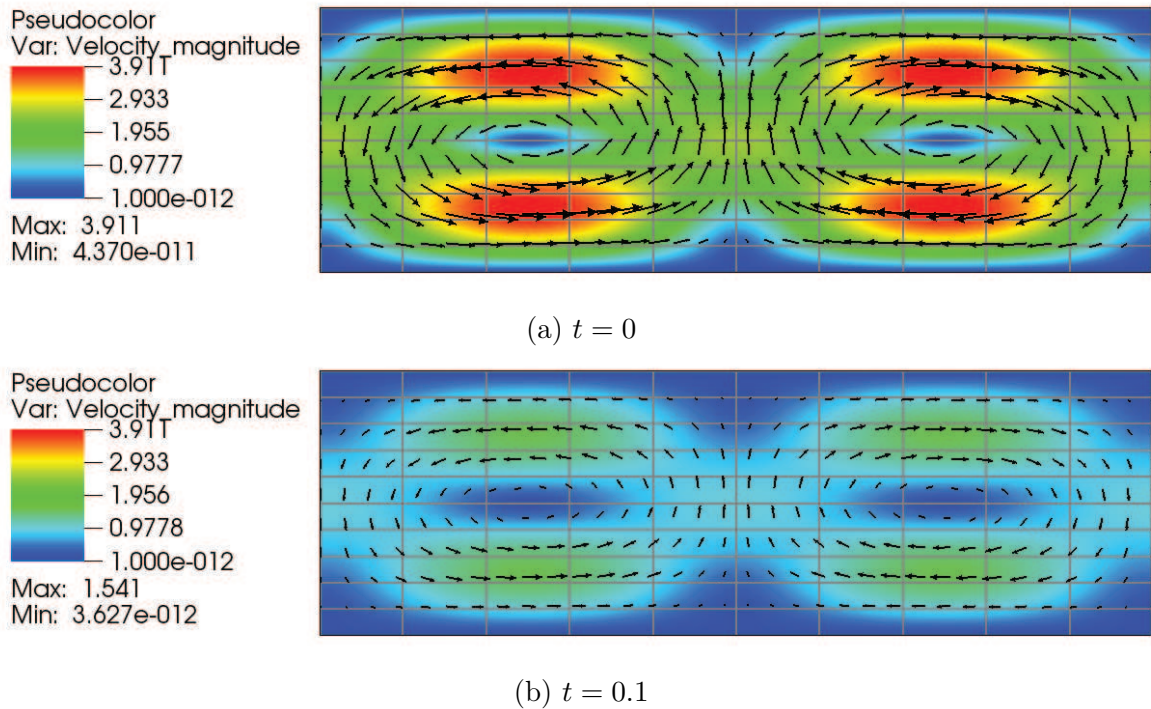 Pseudocolor
Var: Velocity_magnitude
3.911
2.933
1.955
0.9777
1.000e-012
Max: 3.911
Min: 4.370e-011
(a) t = 0
Pseudocolor
Var: Velocity_magnitude
3.911
2.933
1.956
0.9778
1.000e-012
Max: 1.541
Min: 3.627e-012
(b) t = 0.1